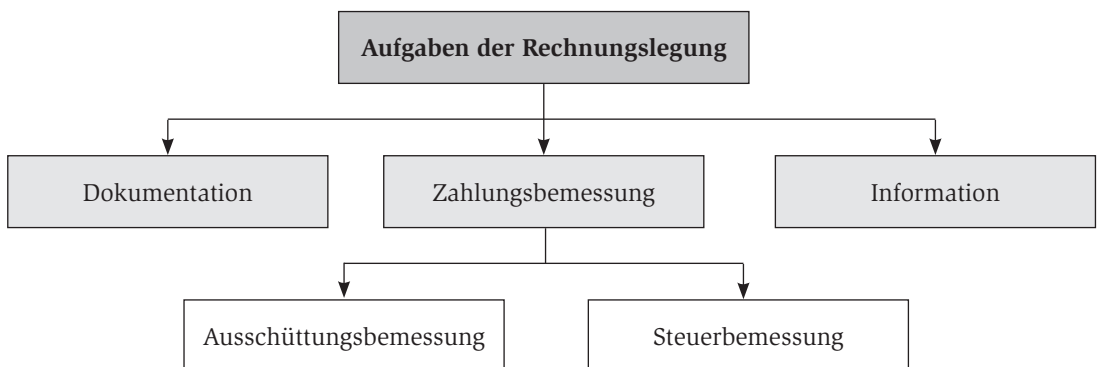 Aufgaben der Rechnungslegung
Dokumentation
Zahlungsbemessung
Information
Ausschüttungsbemessung
Steuerbemessung